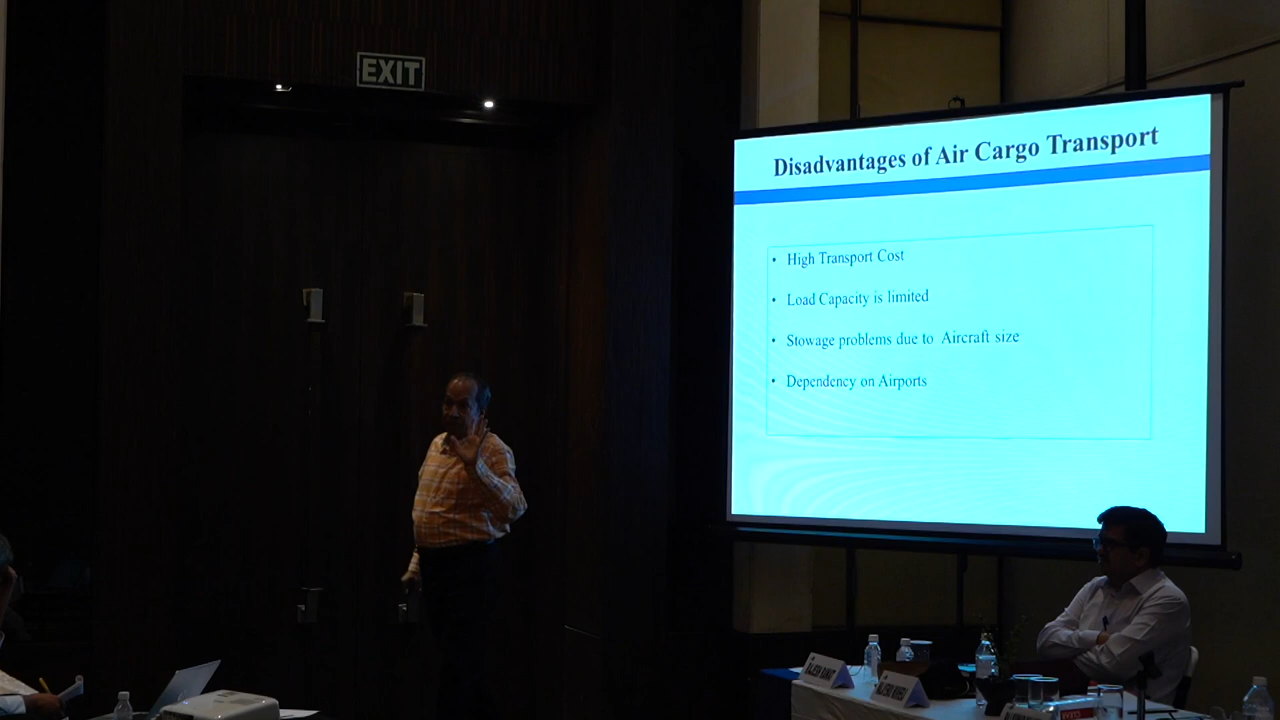 EXIT
Disadvantages of Air Cargo Transport
• High Transport Cost
• Load Capacity is limited
• Stowage problems due to Aircraft size
• Dependency on Airports
RAJESH